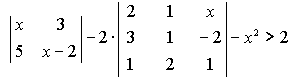 | x 3 ; 5 x − 2 | − 2 · | 2 1 x ; 3 1 −2 ; 1 2 1 | − x² > 2